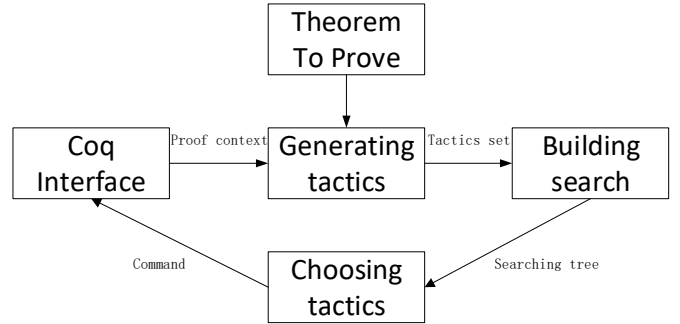 Theorem
To Prove
Coq
Interface
Proof context
Generating
tactics
Tactics set
Building
search
Command
Choosing
tactics
Searching tree